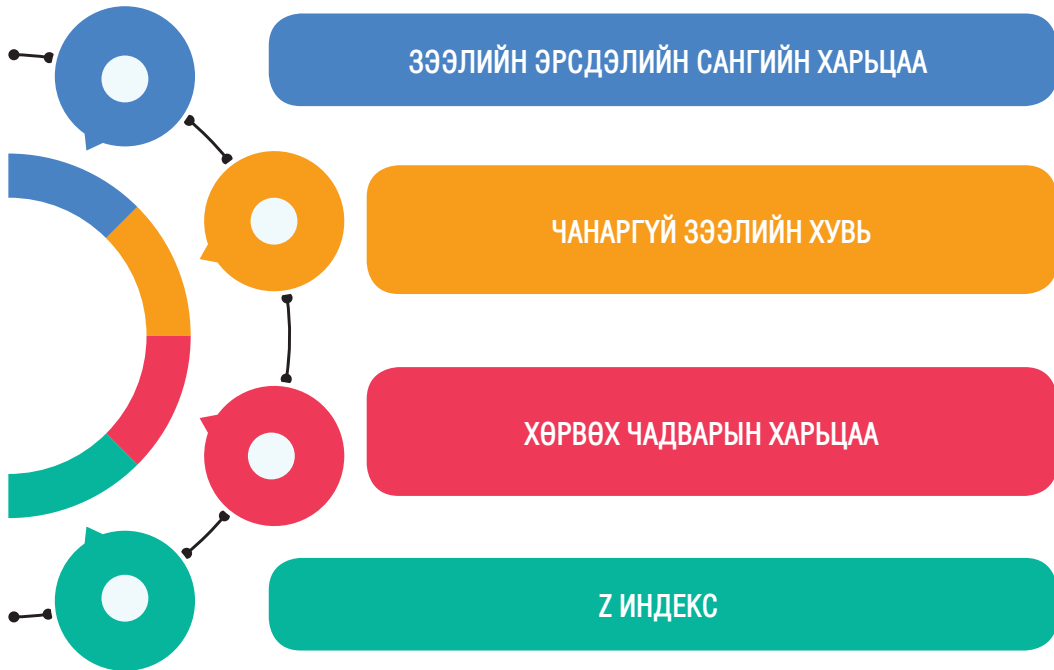 ЗЭЭЛИЙН ЭРСДЭЛИЙН САНГИЙН ХАРЬЦАА
ЧАНАРГҮЙ ЗЭЭЛИЙН ХУВЬ
ХӨРВӨХ ЧАДВАРЫН ХАРЬЦАА
Z ИНДЕКС